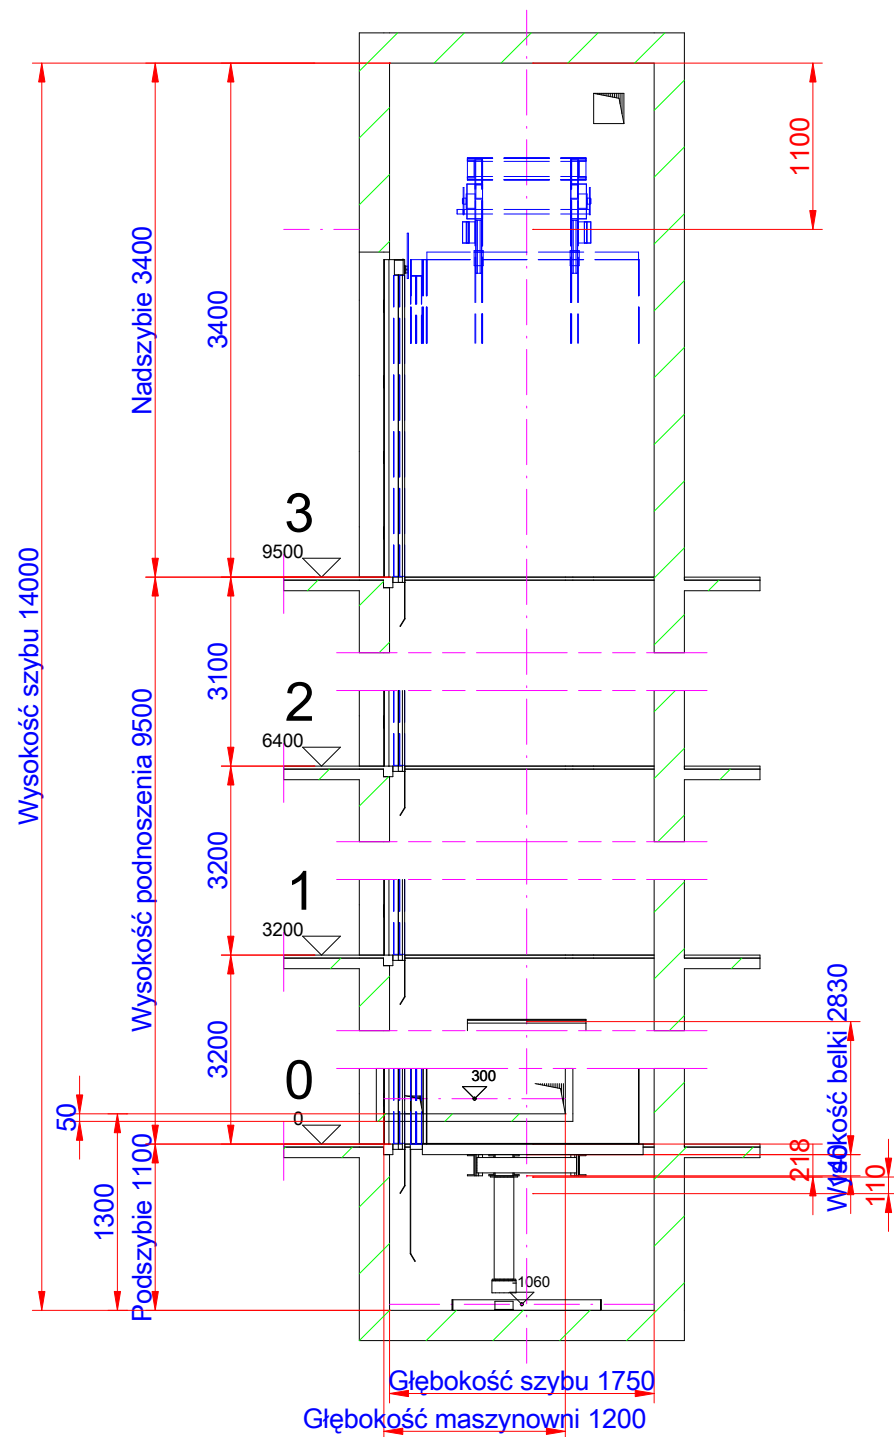 1100
Nadszybie 3400
3400
3
9500
Wysokość szybu 14000
3100
2
6400
Wysokość podnoszenia 9500
3200
1
3200
3200
Wysokość belki 2830
0
0
300
50
218
140
110
Podszybie 1100
1300
-1060
Głębokość szybu 1750
Głębokość maszynowni 1200